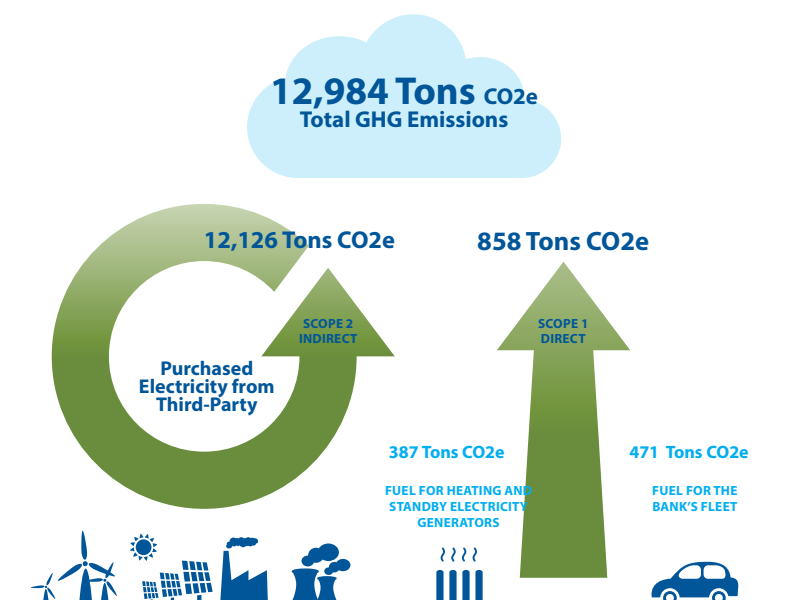 12,984 Tons CO2e
Total GHG Emissions
12,126 Tons CO2e
858 Tons CO2e
SCOPE 2
INDIRECT
SCOPE 1
DIRECT
Purchased
Electricity from
Third-Party
387 Tons CO2e
FUEL FOR HEATING AND
STANDBY ELECTRICITY
GENERATORS
471 Tons CO2e
FUEL FOR THE
BANK'S FLEET